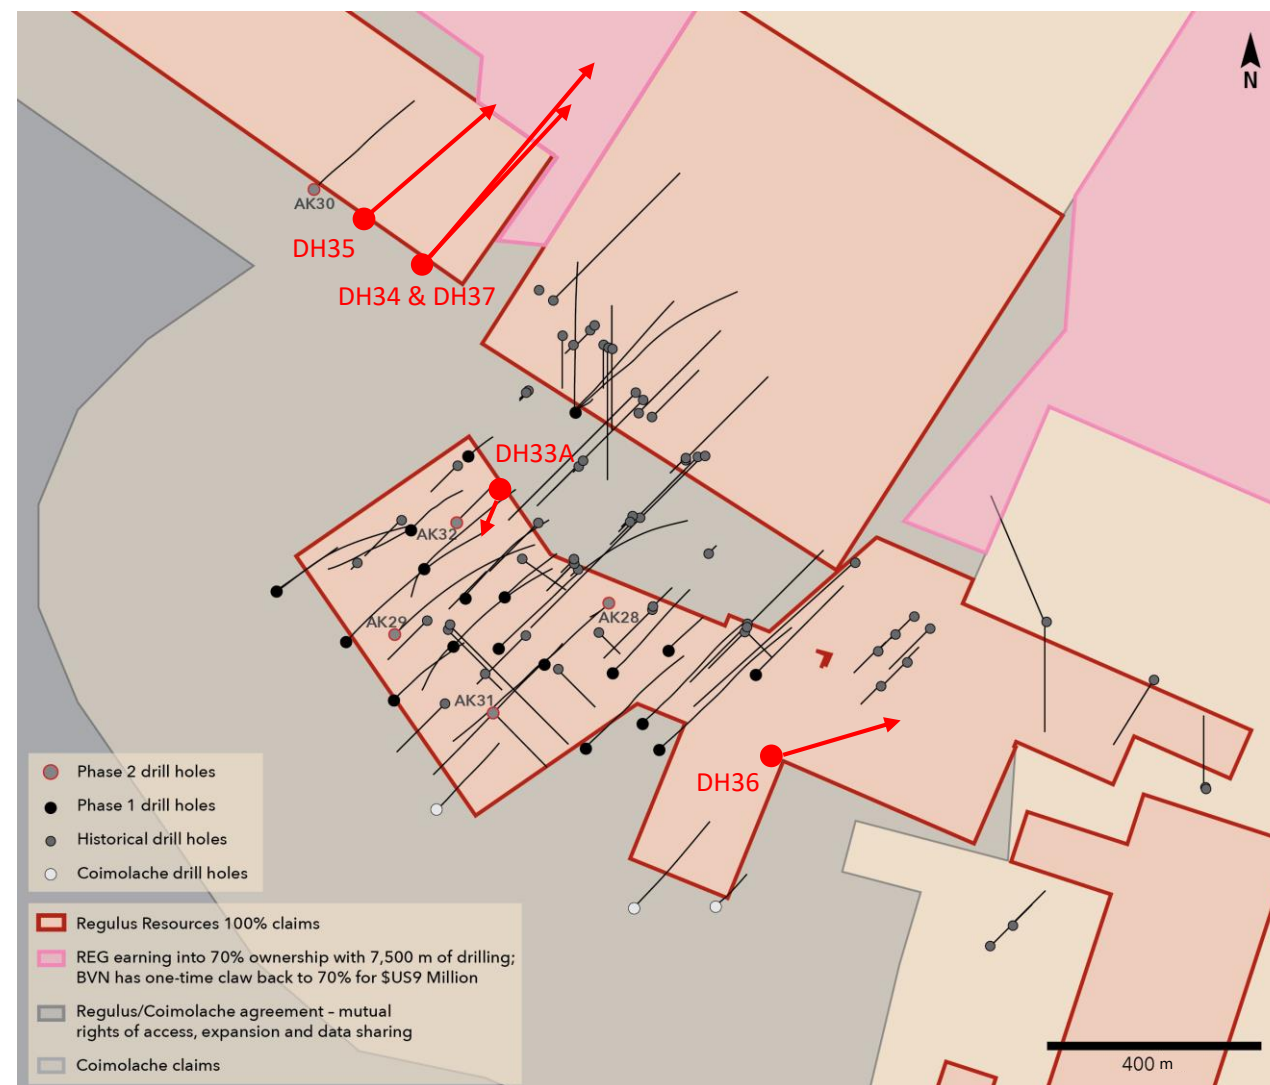 N
AK30
DH35
DH34 & DH37
DH33A
AK32
AK28
AK29
AK31
DH36
Phase 2 drill holes
Phase 1 drill holes
Historical drill holes
Coimolache drill holes
Regulus Resources 100% claims
REG earning into 70% ownership with 7,500 m of drilling;
BVN has one-time claw back to 70% for $US9 Million
Regulus/Coimolache agreement – mutual
rights of access, expansion and data sharing
Coimolache claims
400 m